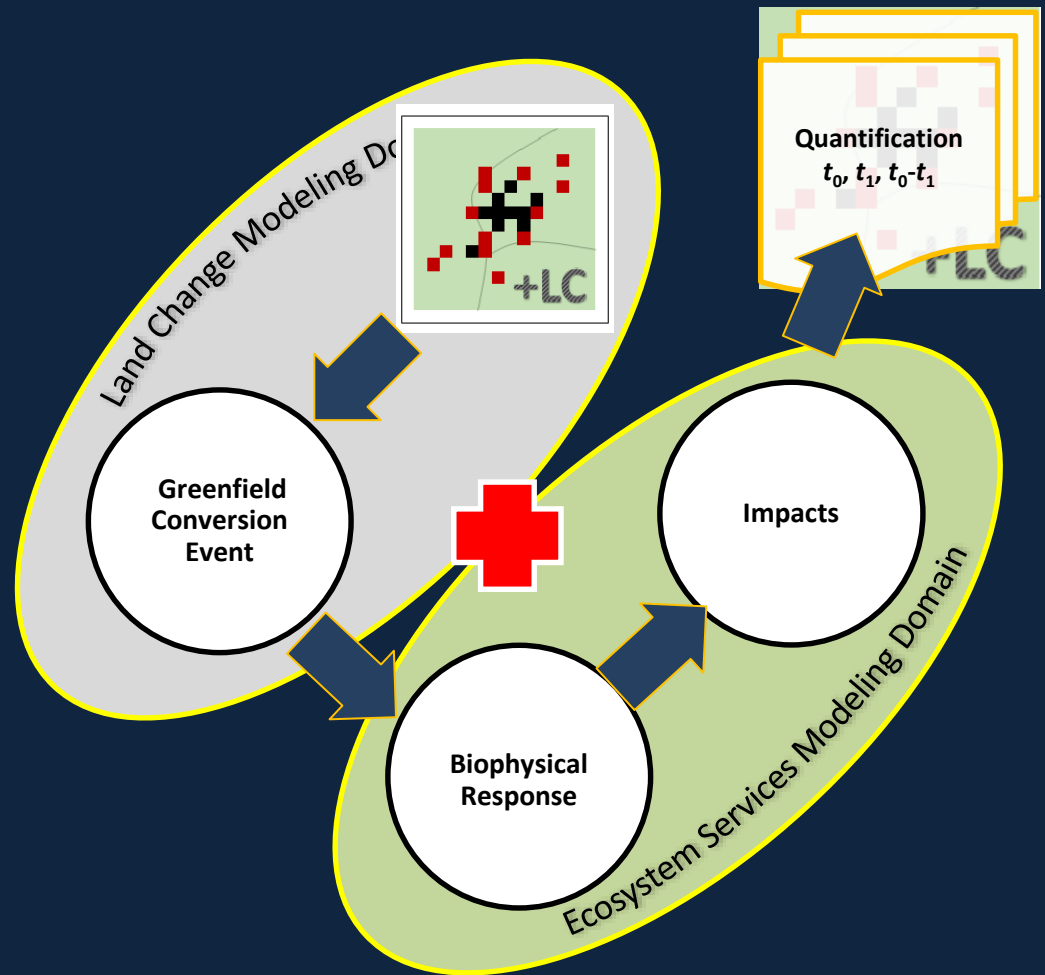 Land Change Modeling Do
+LC
Greenfield
Conversion
Event
Biophysical
Response
Impacts
Ecosystem Services Modeling Domain
Quantification
t0, t1, t0-t1
+LC